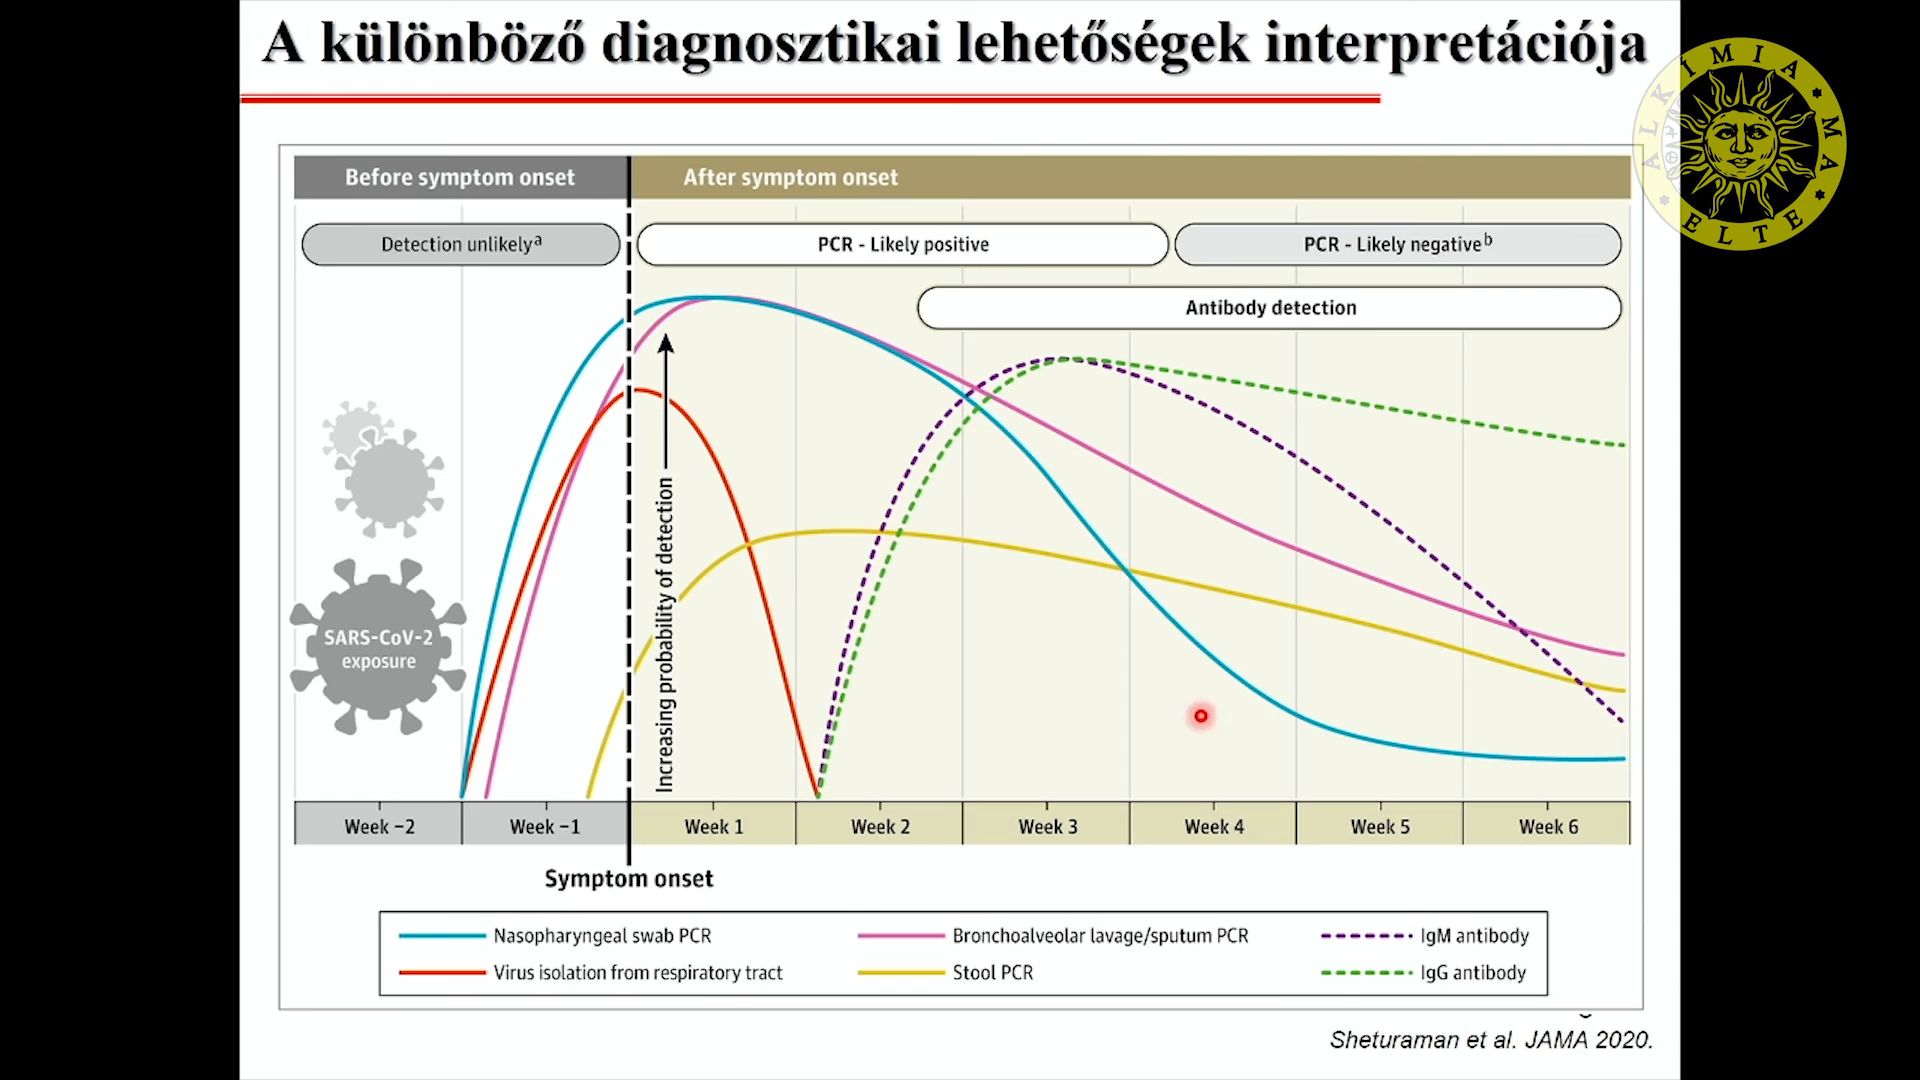 A különböző diagnosztikai lehetőségek interpretációja
ALKÍMIA MA
ELTE
Before symptom onset
After symptom onset
Detection unlikelyᵃ
PCR - Likely positive
PCR - Likely negativeᵇ
Antibody detection
Increasing probability of detection
SARS-CoV-2
exposure
Week −2
Week −1
Week 1
Week 2
Week 3
Week 4
Week 5
Week 6
Symptom onset
Nasopharyngeal swab PCR
Bronchoalveolar lavage/sputum PCR
IgM antibody
Virus isolation from respiratory tract
Stool PCR
IgG antibody
Sheturaman et al. JAMA 2020.